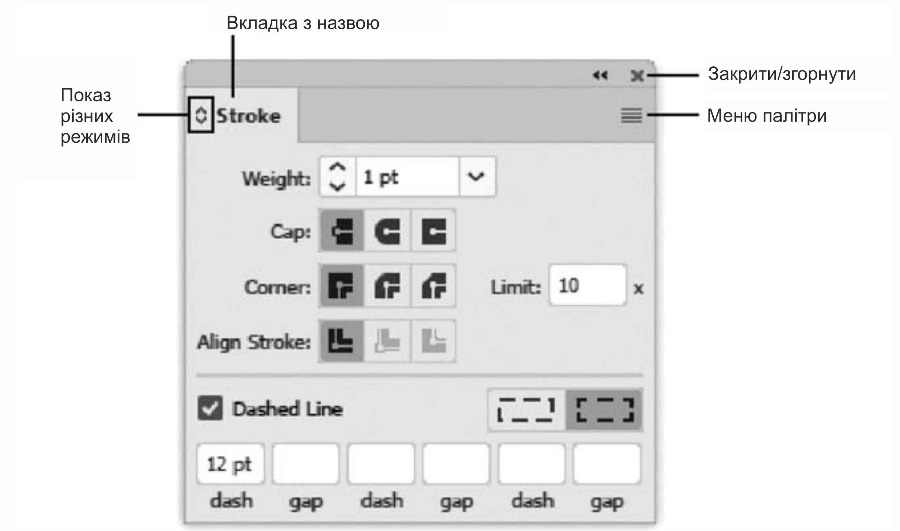 Вкладка з назвою
Закрити/згорнути
Показ
різних
режимів
Stroke
Меню палітри
Weight: 1 pt
Cap:
Corner: Limit: 10 x
Align Stroke:
Dashed Line
12 pt
dash gap dash gap dash gap